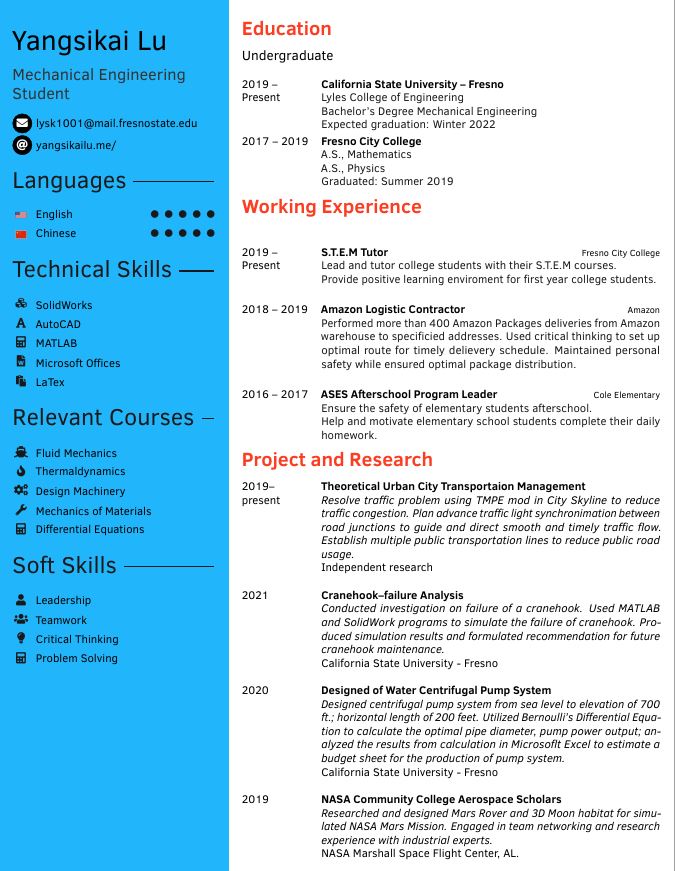 Yangsikai Lu
Mechanical Engineering
Student
lysk1001@mail.fresnostate.edu
yangsikailu.me/
Languages
English
Chinese
Technical Skills
SolidWorks
AutoCAD
MATLAB
Microsoft Offices
LaTex
Relevant Courses
Fluid Mechanics
Thermaldynamics
Design Machinery
Mechanics of Materials
Differential Equations
Soft Skills
Leadership
Teamwork
Critical Thinking
Problem Solving
Education
Undergraduate
2019 – Present
California State University – Fresno
Lyles College of Engineering
Bachelor's Degree Mechanical Engineering
Expected graduation: Winter 2022
2017 – 2019 Fresno City College
A.S., Mathematics
A.S., Physics
Graduated: Summer 2019
Working Experience
2019 – Present
S.T.E.M Tutor Fresno City College
Lead and tutor college students with their S.T.E.M courses.
Provide positive learning enviroment for first year college students.
2018 – 2019 Amazon Logistic Contractor Amazon
Performed more than 400 Amazon Packages deliveries from Amazon
warehouse to specificied addresses. Used critical thinking to set up
optimal route for timely delievery schedule. Maintained personal
safety while ensured optimal package distribution.
2016 – 2017 ASES Afterschool Program Leader Cole Elementary
Ensure the safety of elementary students afterschool.
Help and motivate elementary school students complete their daily
homework.
Project and Research
2019– present
Theoretical Urban City Transportaion Management
Resolve traffic problem using TMPE mod in City Skyline to reduce
traffic congestion. Plan advance traffic light synchronimation between
road junctions to guide and direct smooth and timely traffic flow.
Establish multiple public transportation lines to reduce public road
usage.
Independent research
2021 Cranehook–failure Analysis
Conducted investigation on failure of a cranehook. Used MATLAB
and SolidWork programs to simulate the failure of cranehook. Pro-
duced simulation results and formulated recommendation for future
cranehook maintenance.
California State University - Fresno
2020 Designed of Water Centrifugal Pump System
Designed centrifugal pump system from sea level to elevation of 700
ft.; horizontal length of 200 feet. Utilized Bernoulli's Differential Equa-
tion to calculate the optimal pipe diameter, pump power output; an-
alyzed the results from calculation in Microsoflt Excel to estimate a
budget sheet for the production of pump system.
California State University - Fresno
2019 NASA Community College Aerospace Scholars
Researched and designed Mars Rover and 3D Moon habitat for simu-
lated NASA Mars Mission. Engaged in team networking and research
experience with industrial experts.
NASA Marshall Space Flight Center, AL.